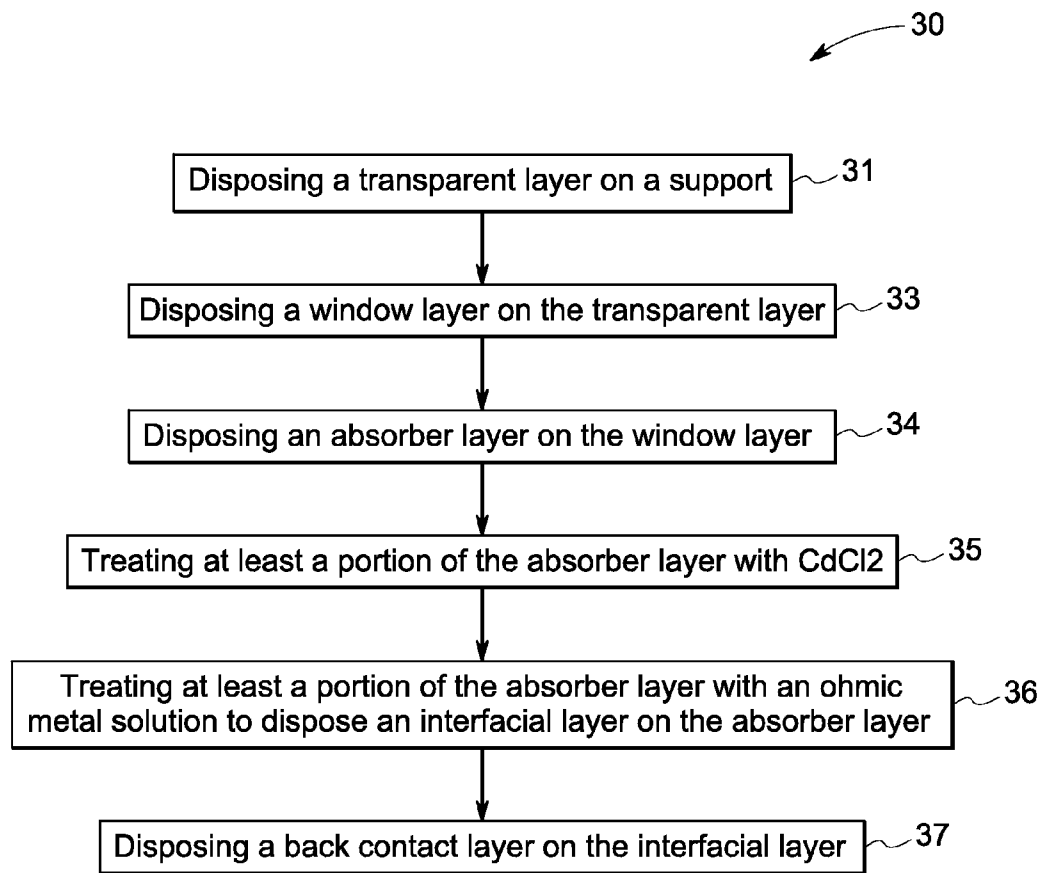 30
Disposing a transparent layer on a support
31
Disposing a window layer on the transparent layer
33
Disposing an absorber layer on the window layer
34
Treating at least a portion of the absorber layer with CdCl2
35
Treating at least a portion of the absorber layer with an ohmic
metal solution to dispose an interfacial layer on the absorber layer
36
Disposing a back contact layer on the interfacial layer
37